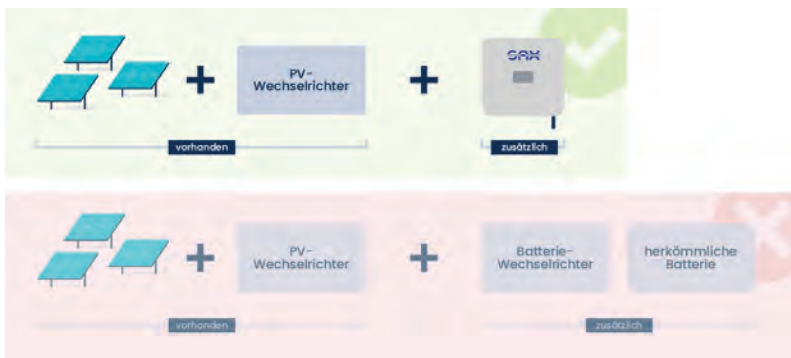 SAX
PV-
Wechselrichter
vorhanden
zusätzlich
PV-
Wechselrichter
Batterie-
Wechselrichter
herkömmliche
Batterie
vorhanden
zusätzlich